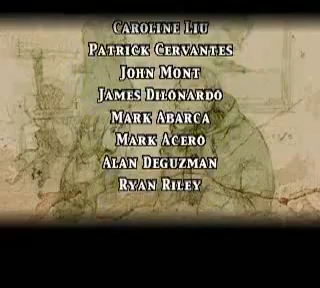 Caroline Liu
Patrick Cervantes
John Mont
James Dilonardo
Mark Abarca
Mark Acero
Alan Deguzman
Ryan Riley